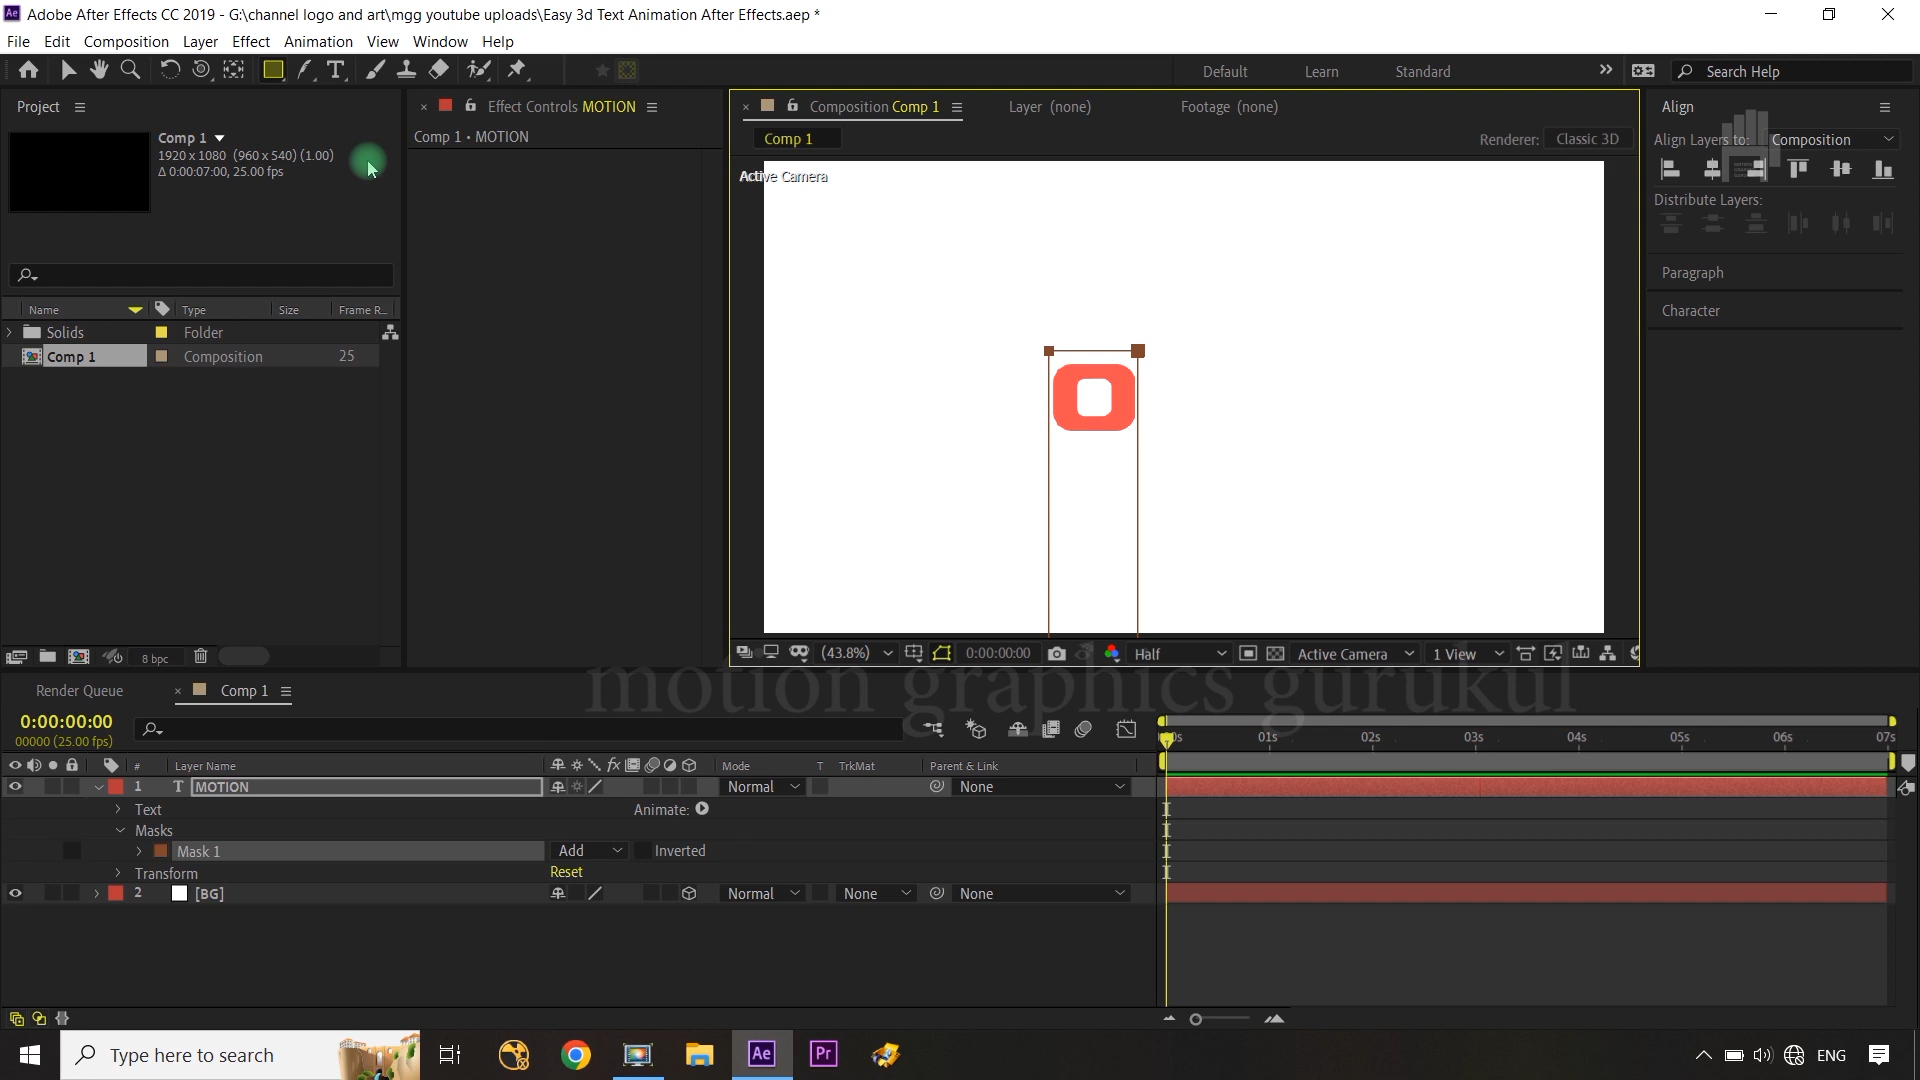 Adobe After Effects CC 2019 - G:\channel logo and art\mgg youtube uploads\Easy 3d Text Animation After Effects.aep *
File Edit Composition Layer Effect Animation View Window Help
Default Learn Standard Search Help
Project
Effect Controls MOTION
Composition Comp 1
Layer (none)
Footage (none)
Align
Comp 1
1920 x 1080 (960 x 540) (1.00)
Δ 0:00:07:00, 25.00 fps
Comp 1 • MOTION
Comp 1
Renderer: Classic 3D
Align Layers to: Composition
Active Camera
Distribute Layers:
Paragraph
Character
Name Type Size Frame R...
Solids Folder
Comp 1 Composition 25
8 bpc
(43.8%) 0:00:00:00 Half Active Camera 1 View
motion graphics gurukul
Render Queue Comp 1
0:00:00:00
00000 (25.00 fps)
01s 02s 03s 04s 05s 06s 07s
# Layer Name Mode T TrkMat Parent & Link
1 T MOTION Normal None
Text Animate:
Masks
Mask 1 Add Inverted
Transform Reset
2 [BG] Normal None None
Type here to search Ae Pr ENG